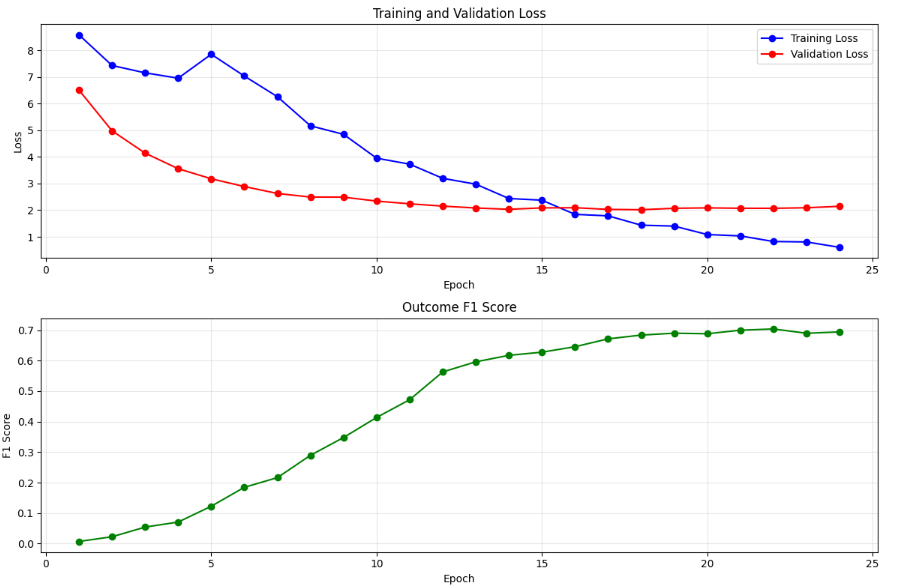 Training and Validation Loss
Training Loss
Validation Loss
Loss
8
7
6
5
4
3
2
1
0 5 10 15 20 25
Epoch
Outcome F1 Score
F1 Score
0.7
0.6
0.5
0.4
0.3
0.2
0.1
0.0
0 5 10 15 20 25
Epoch